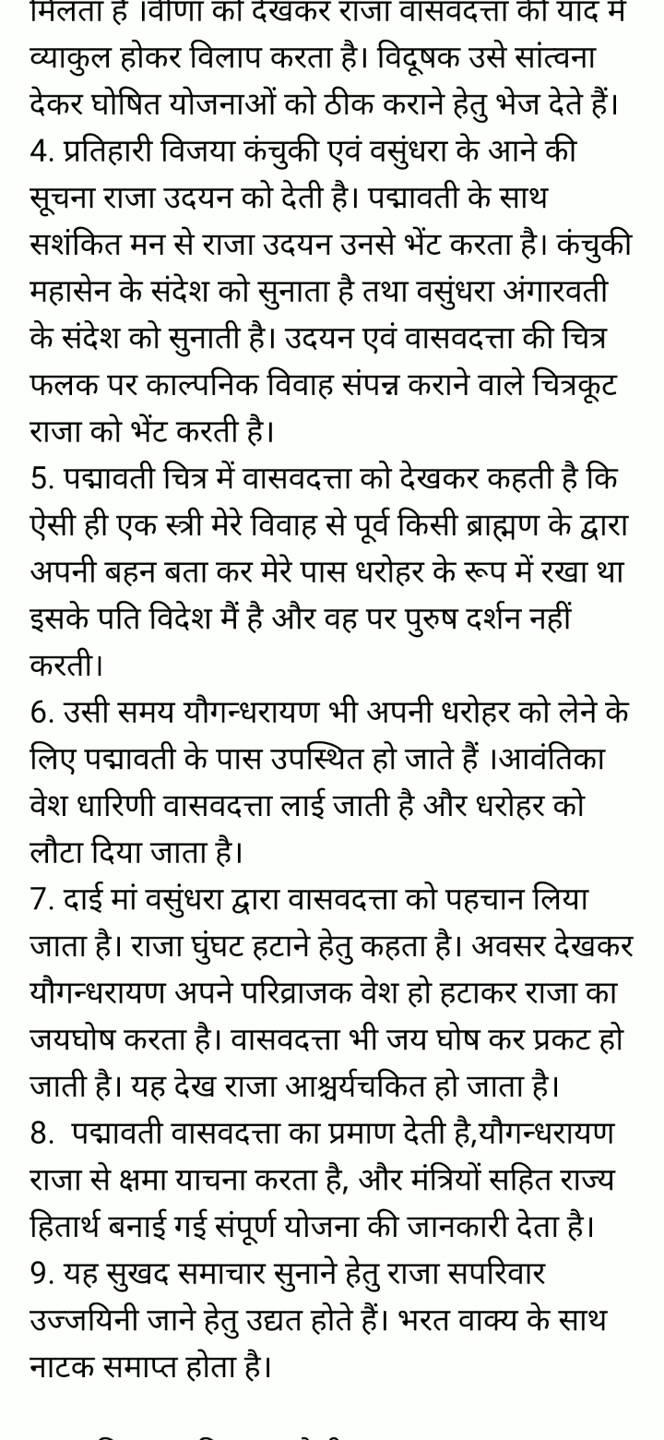 मिलता है ।वीणा को देखकर राजा वासवदत्ता की याद में
व्याकुल होकर विलाप करता है। विदूषक उसे सांत्वना
देकर घोषित योजनाओं को ठीक कराने हेतु भेज देते हैं।
4. प्रतिहारी विजया कंचुकी एवं वसुंधरा के आने की
सूचना राजा उदयन को देती है। पद्मावती के साथ
सशंकित मन से राजा उदयन उनसे भेंट करता है। कंचुकी
महासेन के संदेश को सुनाता है तथा वसुंधरा अंगारवती
के संदेश को सुनाती है। उदयन एवं वासवदत्ता की चित्र
फलक पर काल्पनिक विवाह संपन्न कराने वाले चित्रकूट
राजा को भेंट करती है।
5. पद्मावती चित्र में वासवदत्ता को देखकर कहती है कि
ऐसी ही एक स्त्री मेरे विवाह से पूर्व किसी ब्राह्मण के द्वारा
अपनी बहन बता कर मेरे पास धरोहर के रूप में रखा था
इसके पति विदेश मैं है और वह पर पुरुष दर्शन नहीं
करती।
6. उसी समय यौगन्धरायण भी अपनी धरोहर को लेने के
लिए पद्मावती के पास उपस्थित हो जाते हैं ।आवंतिका
वेश धारिणी वासवदत्ता लाई जाती है और धरोहर को
लौटा दिया जाता है।
7. दाई मां वसुंधरा द्वारा वासवदत्ता को पहचान लिया
जाता है। राजा घुंघट हटाने हेतु कहता है। अवसर देखकर
यौगन्धरायण अपने परिव्राजक वेश हो हटाकर राजा का
जयघोष करता है। वासवदत्ता भी जय घोष कर प्रकट हो
जाती है। यह देख राजा आश्चर्यचकित हो जाता है।
8.  पद्मावती वासवदत्ता का प्रमाण देती है,यौगन्धरायण
राजा से क्षमा याचना करता है, और मंत्रियों सहित राज्य
हितार्थ बनाई गई संपूर्ण योजना की जानकारी देता है।
9. यह सुखद समाचार सुनाने हेतु राजा सपरिवार
उज्जयिनी जाने हेतु उद्यत होते हैं। भरत वाक्य के साथ
नाटक समाप्त होता है।